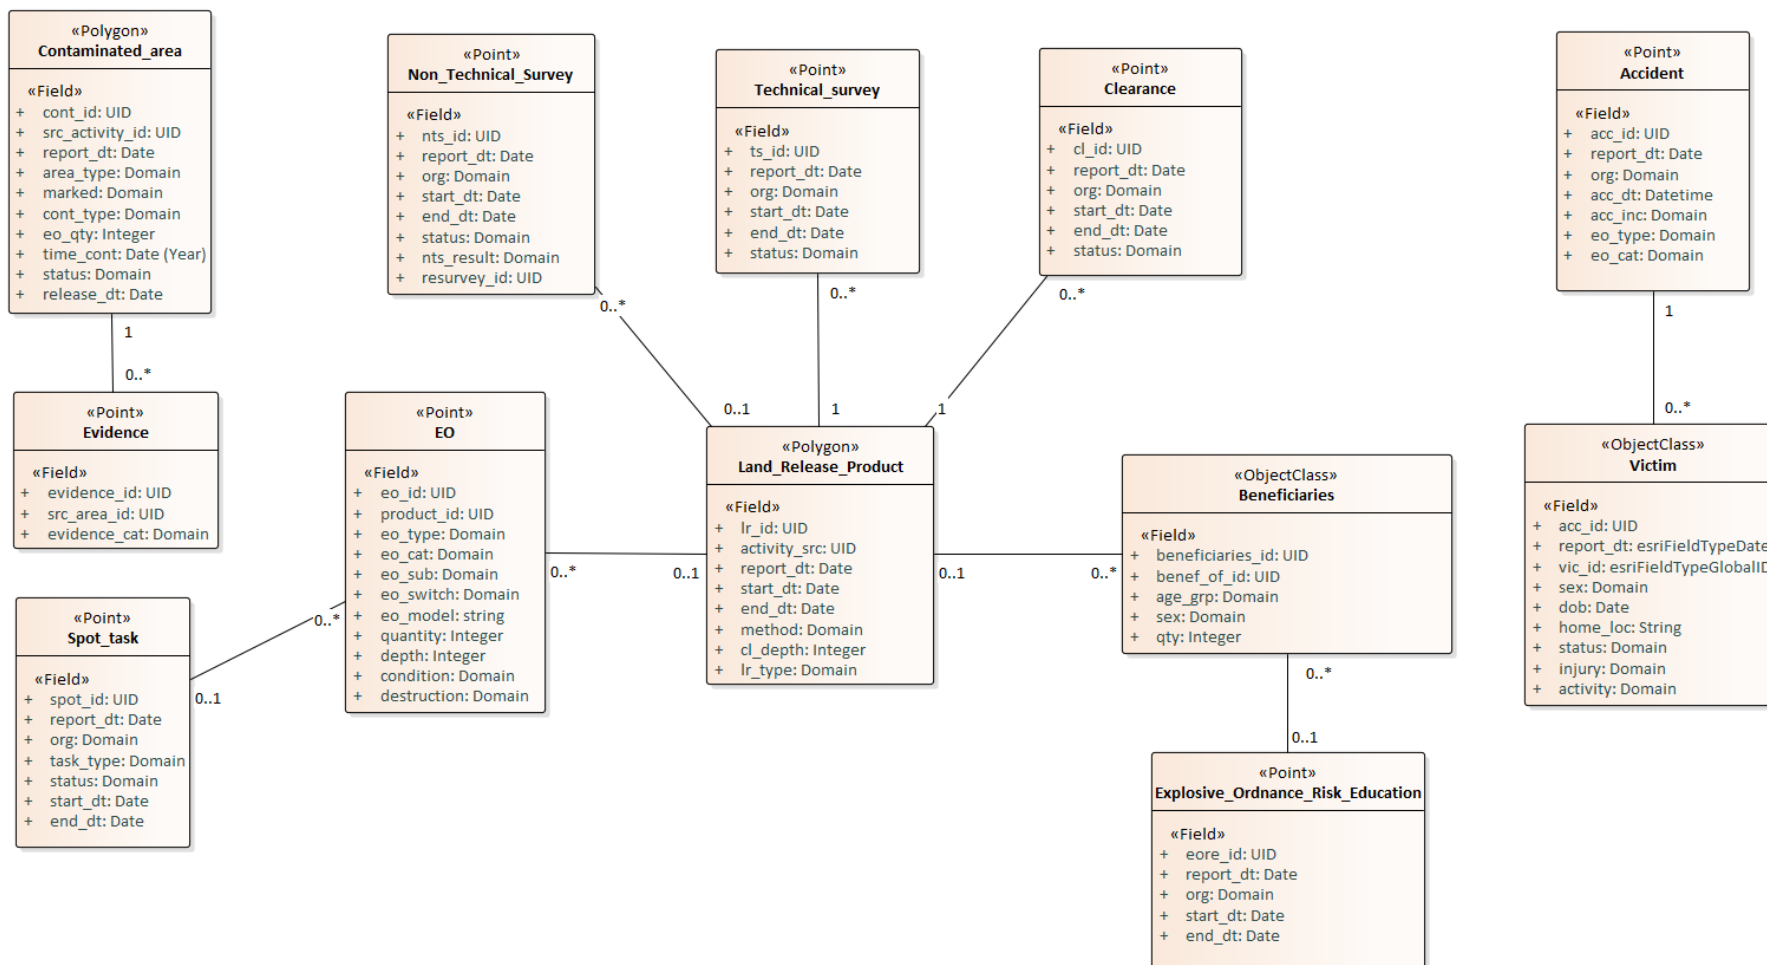 «Polygon»
Contaminated_area
«Field»
+ cont_id: UID
+ src_activity_id: UID
+ report_dt: Date
+ area_type: Domain
+ marked: Domain
+ cont_type: Domain
+ eo_qty: Integer
+ time_cont: Date (Year)
+ status: Domain
+ release_dt: Date
1
0..*
«Point»
Evidence
«Field»
+ evidence_id: UID
+ src_area_id: UID
+ evidence_cat: Domain
«Point»
Spot_task
«Field»
+ spot_id: UID
+ report_dt: Date
+ org: Domain
+ task_type: Domain
+ status: Domain
+ start_dt: Date
+ end_dt: Date
0..1
0..*
«Point»
EO
«Field»
+ eo_id: UID
+ product_id: UID
+ eo_type: Domain
+ eo_cat: Domain
+ eo_sub: Domain
+ eo_switch: Domain
+ eo_model: string
+ quantity: Integer
+ depth: Integer
+ condition: Domain
+ destruction: Domain
0..*
0..1
«Point»
Non_Technical_Survey
«Field»
+ nts_id: UID
+ report_dt: Date
+ org: Domain
+ start_dt: Date
+ end_dt: Date
+ status: Domain
+ nts_result: Domain
+ resurvey_id: UID
0..*
0..1
«Point»
Technical_survey
«Field»
+ ts_id: UID
+ report_dt: Date
+ org: Domain
+ start_dt: Date
+ end_dt: Date
+ status: Domain
0..*
1
«Point»
Clearance
«Field»
+ cl_id: UID
+ report_dt: Date
+ org: Domain
+ start_dt: Date
+ end_dt: Date
+ status: Domain
0..*
1
«Polygon»
Land_Release_Product
«Field»
+ lr_id: UID
+ activity_src: UID
+ report_dt: Date
+ start_dt: Date
+ end_dt: Date
+ method: Domain
+ cl_depth: Integer
+ lr_type: Domain
0..1
0..*
«ObjectClass»
Beneficiaries
«Field»
+ beneficiaries_id: UID
+ benef_of_id: UID
+ age_grp: Domain
+ sex: Domain
+ qty: Integer
0..*
0..1
«Point»
Explosive_Ordnance_Risk_Education
«Field»
+ eore_id: UID
+ report_dt: Date
+ org: Domain
+ start_dt: Date
+ end_dt: Date
«Point»
Accident
«Field»
+ acc_id: UID
+ report_dt: Date
+ org: Domain
+ acc_dt: Datetime
+ acc_inc: Domain
+ eo_type: Domain
+ eo_cat: Domain
1
0..*
«ObjectClass»
Victim
«Field»
+ acc_id: UID
+ report_dt: esriFieldTypeDate
+ vic_id: esriFieldTypeGlobalID
+ sex: Domain
+ dob: Date
+ home_loc: String
+ status: Domain
+ injury: Domain
+ activity: Domain